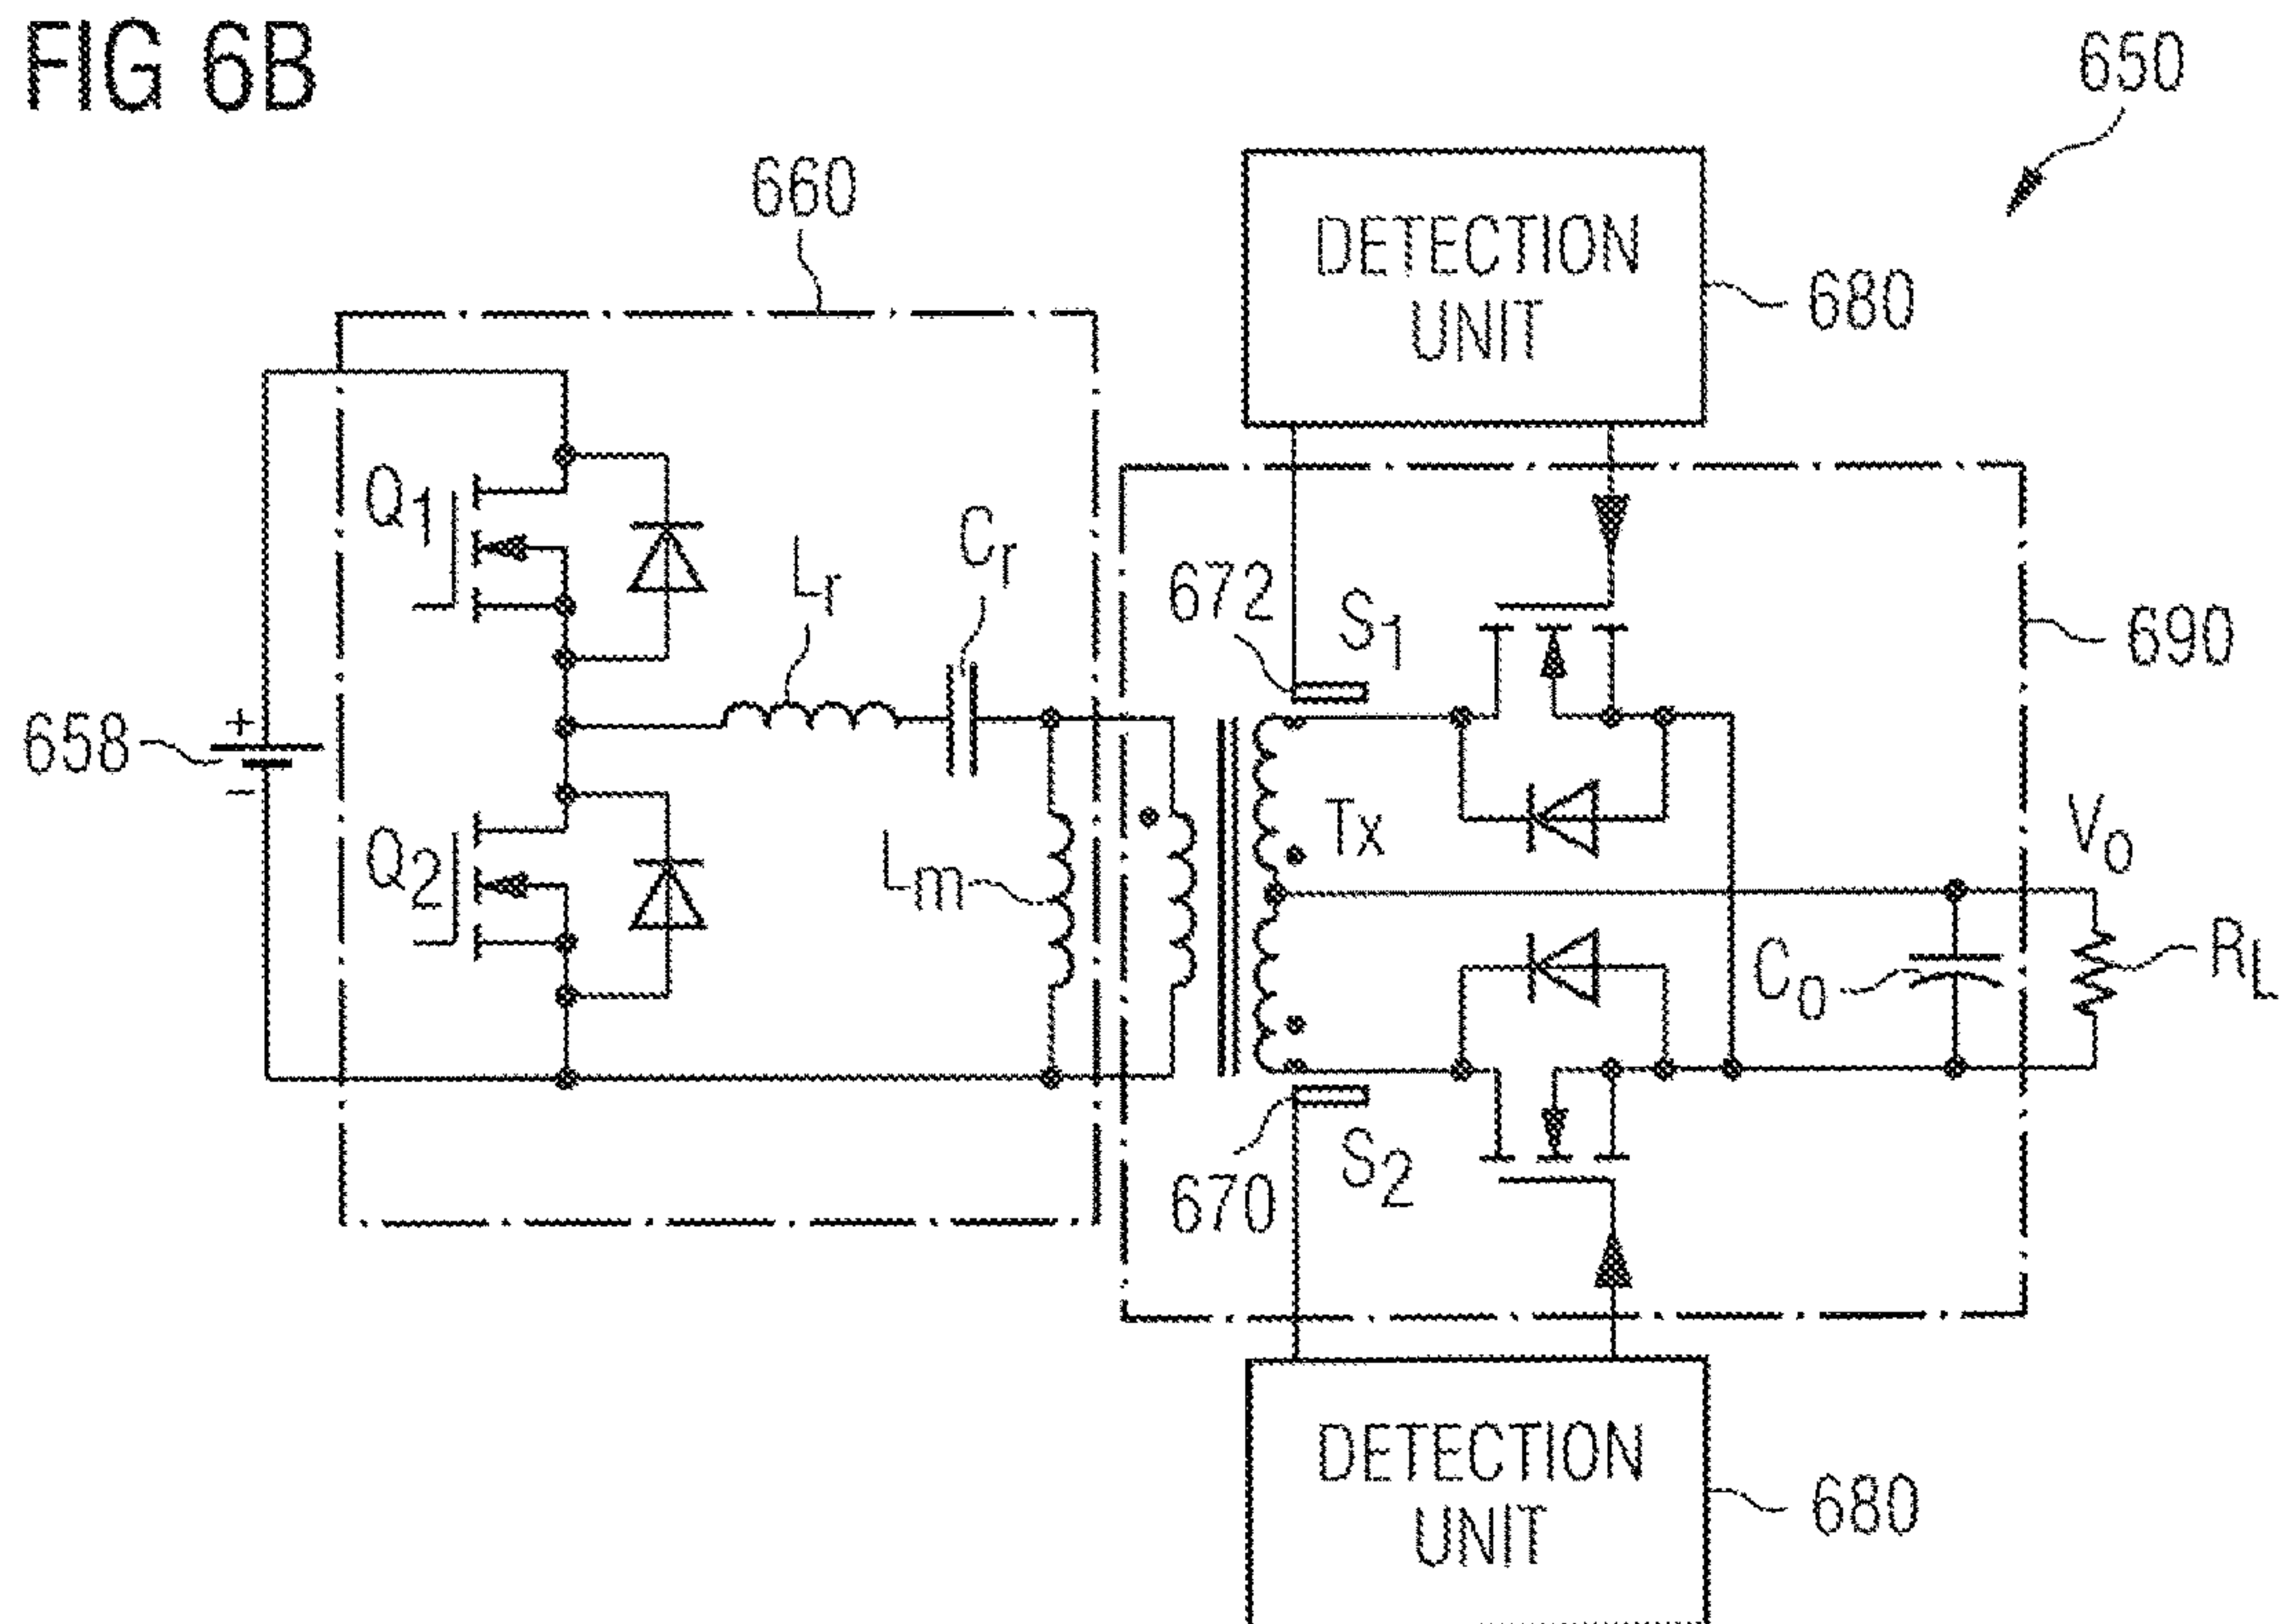 FIG 6B
650
660
DETECTION
UNIT
680
Q1
Lr
Cr
672
S1
690
658
+
−
Q2
Lm
Tx
Vo
Co
RL
670
S2
DETECTION
UNIT
680